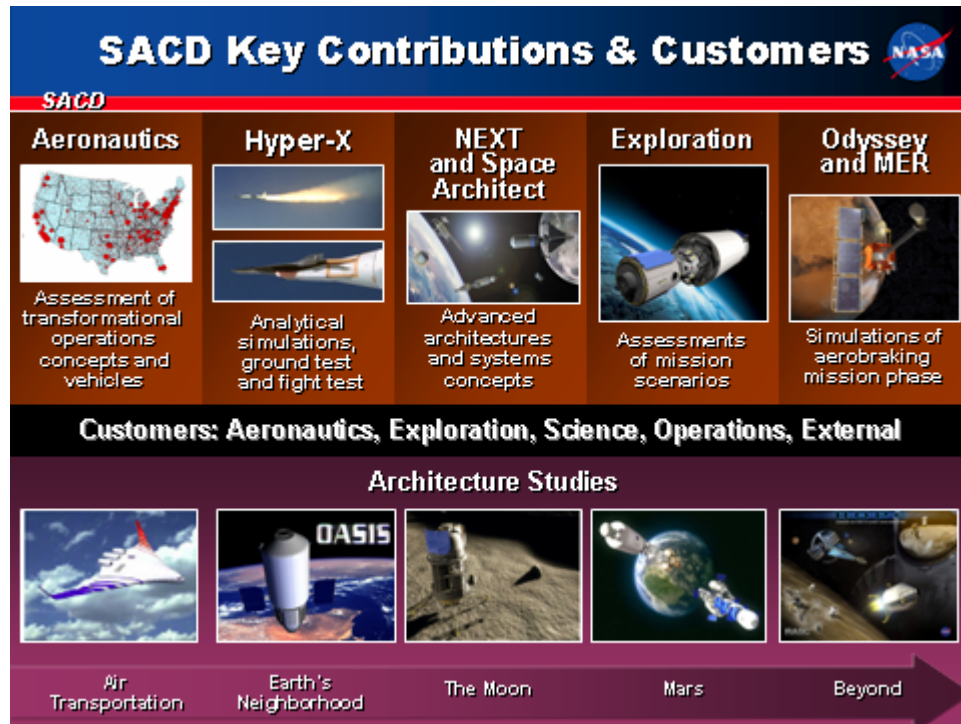 SACD Key Contributions & Customers
NASA
SACD
Aeronautics
Assessment of
transformational
operations
concepts and
vehicles
Hyper-X
Analytical
simulations,
ground test
and fight test
NEXT
and Space
Architect
Advanced
architectures
and systems
concepts
Exploration
Assessments
of mission
scenarios
Odyssey
and MER
Simulations of
aerobraking
mission phase
Customers: Aeronautics, Exploration, Science, Operations, External
Architecture Studies
OASIS
Air
Transportation
Earth's
Neighborhood
The Moon
Mars
Beyond